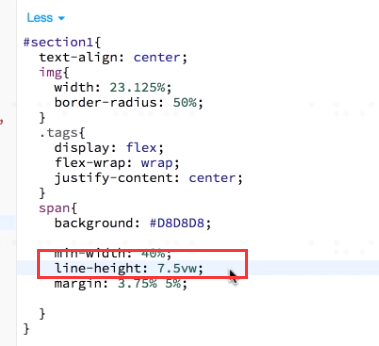 Less
#section1{
text-align: center;
img{
width: 23.125%;
border-radius: 50%;
}
.tags{
display: flex;
flex-wrap: wrap;
justify-content: center;
}
span{
background: #D8D8D8;
min-width: 40%;
line-height: 7.5vw;
margin: 3.75% 5%;
}
}